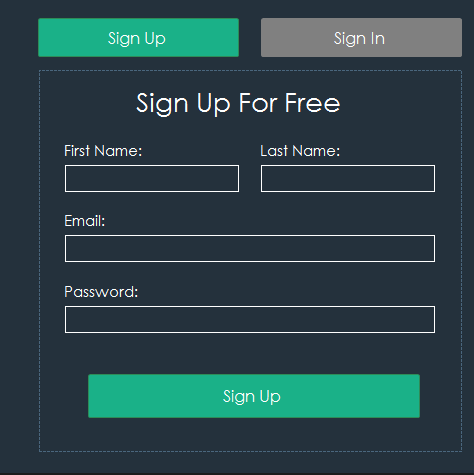 Sign Up Sign In
Sign Up For Free
First Name: Last Name:
Email:
Password:
Sign Up